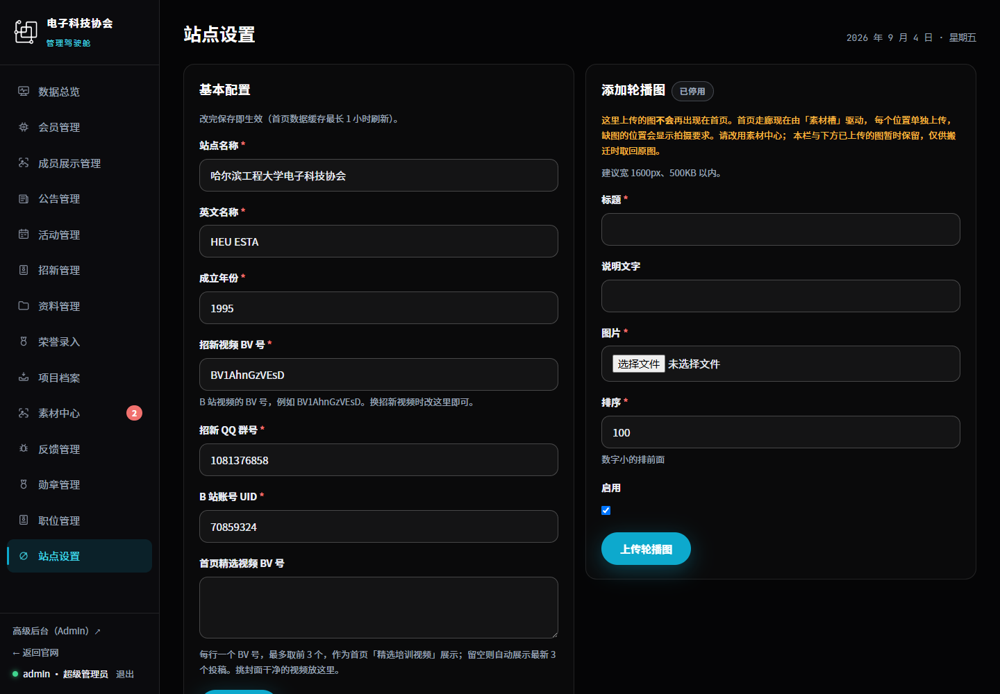 电子科技协会
管理驾驶舱
数据总览
会员管理
成员展示管理
公告管理
活动管理
招新管理
资料管理
荣誉录入
项目档案
素材中心 2
反馈管理
勋章管理
职位管理
站点设置
高级后台（Admin）↗
← 返回官网
admin • 超级管理员 退出
站点设置
2026 年 9 月 4 日 · 星期五
基本配置
改完保存即生效（首页数据缓存最长 1 小时刷新）。
站点名称 *
哈尔滨工程大学电子科技协会
英文名称 *
HEU ESTA
成立年份 *
1995
招新视频 BV 号 *
BV1AhnGzVEsD
B 站视频的 BV 号，例如 BV1AhnGzVEsD。换招新视频时改这里即可。
招新 QQ 群号 *
1081376858
B 站账号 UID *
70859324
首页精选视频 BV 号
每行一个 BV 号，最多取前 3 个，作为首页「精选培训视频」展示；留空则自动展示最新 3
个投稿。挑封面干净的视频放这里。
添加轮播图 已停用
这里上传的图不会再出现在首页。首页走廊现在由「素材槽」驱动， 每个位置单独上传，
缺图的位置会显示拍摄要求。请改用素材中心； 本栏与下方已上传的图暂时保留，仅供搬
迁时取回原图。
建议宽 1600px、500KB 以内。
标题 *
说明文字
图片 *
选择文件 未选择文件
排序 *
100
数字小的排前面
启用
上传轮播图